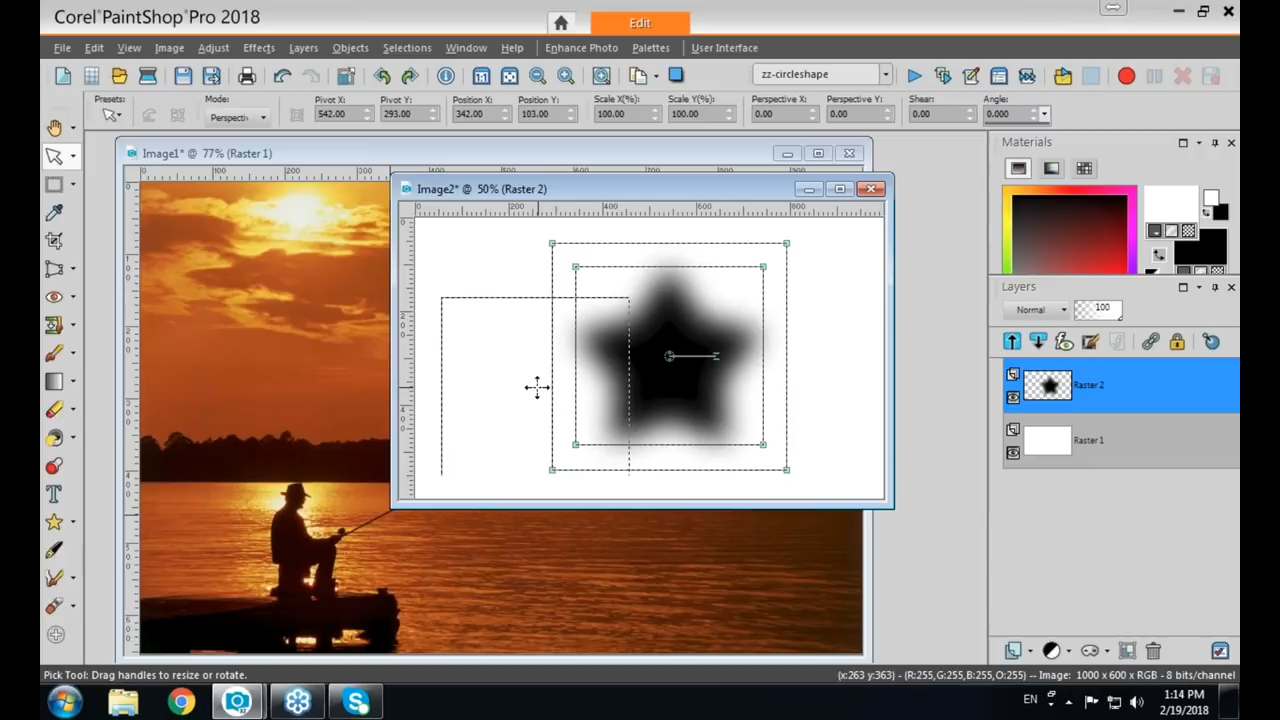 Corel PaintShop Pro 2018
Edit
File Edit View Image Adjust Effects Layers Objects Selections Window Help Enhance Photo Palettes User Interface
zz-circleshape
Presets: Mode: Pivot X: Pivot Y: Position X: Position Y: Scale X(%): Scale Y(%): Perspective X: Perspective Y: Shear: Angle:
Perspecti 542.00 293.00 342.00 103.00 100.00 100.00 0.00 0.00 0.00 0.000
Image1* @ 77% (Raster 1)
Image2* @ 50% (Raster 2)
0 200 400 600 800
Materials
Layers
Normal 100
Raster 2
Raster 1
Pick Tool: Drag handles to resize or rotate.
(x:263 y:363) - (R:255,G:255,B:255,O:255) -- Image: 1000 x 600 x RGB - 8 bits/channel
EN
1:14 PM
2/19/2018